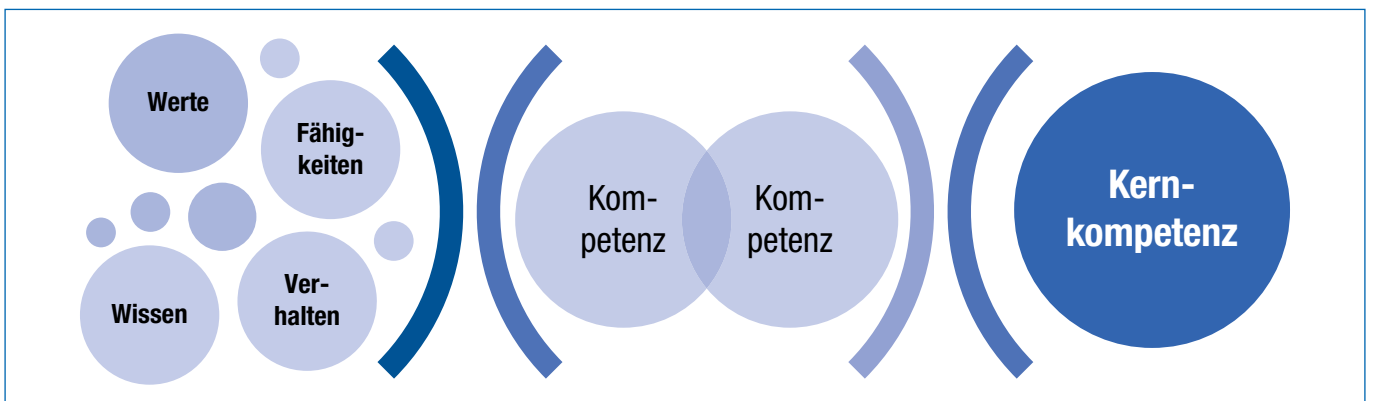 Werte
Fähig-
keiten
Wissen
Ver-
halten
Kom-
petenz
Kom-
petenz
Kern-
kompetenz